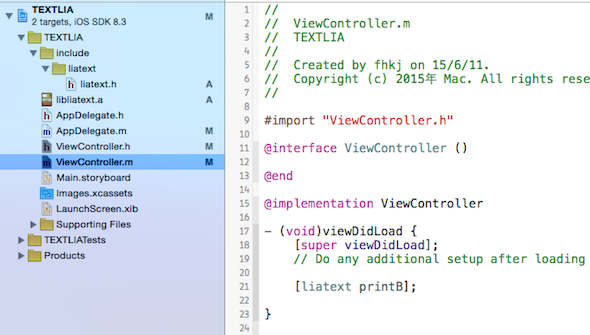 TEXTLIA
M
2 targets, iOS SDK 8.3
TEXTLIA
include
liatext
liatext.h
A
libliatext.a
A
AppDelegate.h
AppDelegate.m
M
ViewController.h
M
ViewController.m
M
Main.storyboard
Images.xcassets
LaunchScreen.xib
Supporting Files
TEXTLIATests
Products
1 //
2 // ViewController.m
3 // TEXTLIA
4 //
5 // Created by fhkj on 15/6/11.
6 // Copyright (c) 2015年 Mac. All rights rese
7 //
8
9 #import "ViewController.h"
10
11 @interface ViewController ()
12
13 @end
14
15 @implementation ViewController
16
17 - (void)viewDidLoad {
18 [super viewDidLoad];
19 // Do any additional setup after loading
20
21 [liatext printB];
22
23 }
24